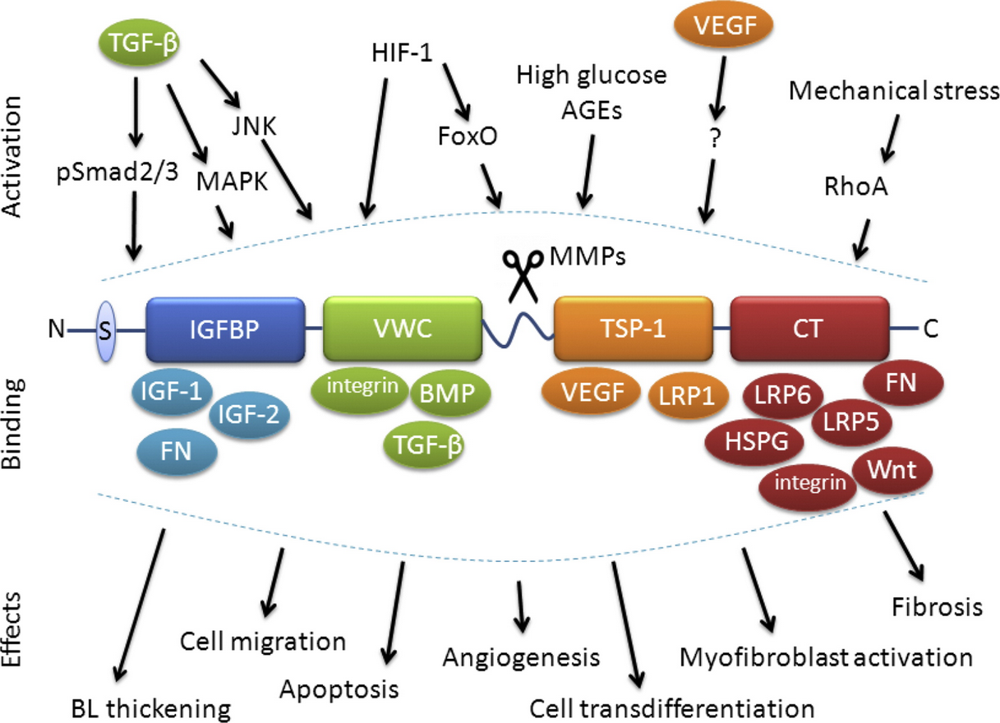 Activation
TGF-β
HIF-1
VEGF
High glucose
AGEs
Mechanical stress
JNK
FoxO
?
pSmad2/3
MAPK
RhoA
MMPs
N
S
IGFBP
VWC
TSP-1
CT
C
Binding
IGF-1
IGF-2
FN
integrin
BMP
TGF-β
VEGF
LRP1
LRP6
FN
LRP5
HSPG
integrin
Wnt
Effects
BL thickening
Cell migration
Apoptosis
Angiogenesis
Cell transdifferentiation
Myofibroblast activation
Fibrosis